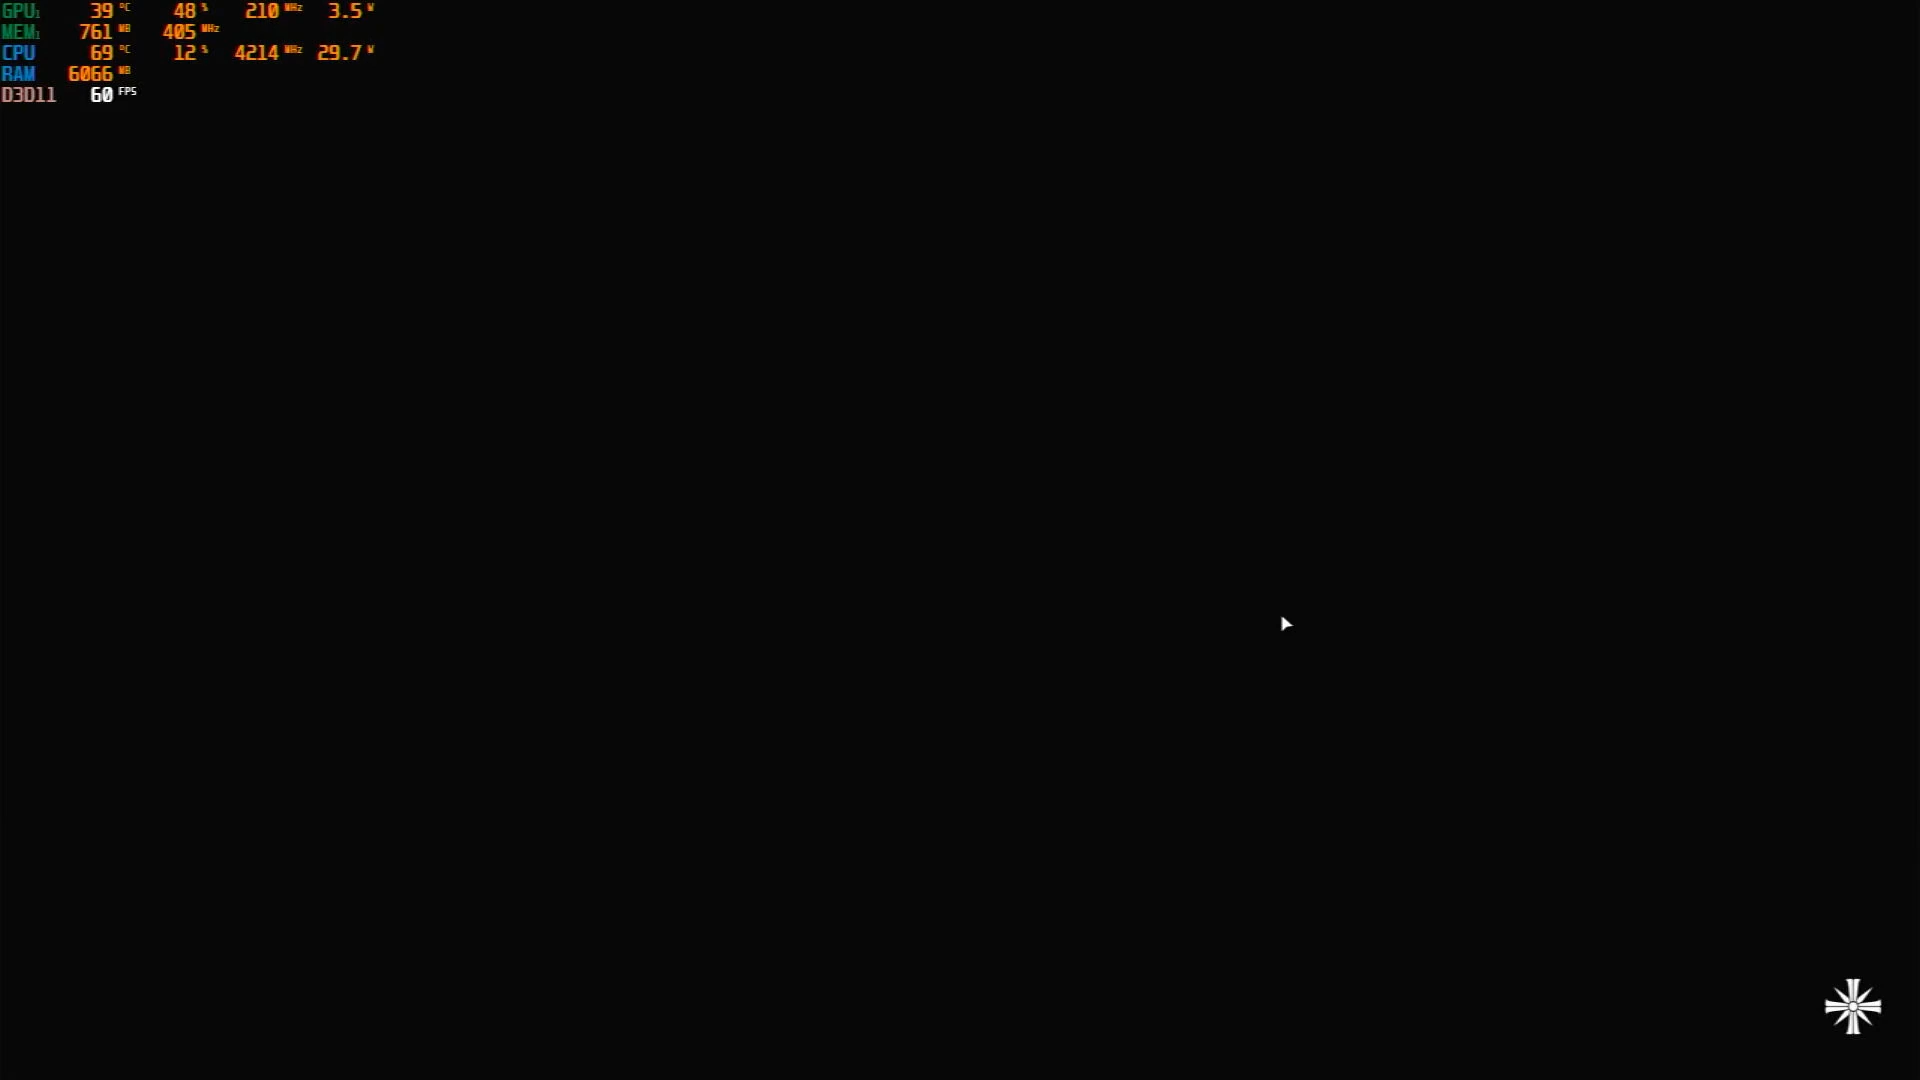 GPU1 39 °C 48 % 210 MHz 3.5 W
MEM1 761 MB 405 MHz
CPU 69 °C 12 % 4214 MHz 29.7 W
RAM 6066 MB
D3D11 60 FPS